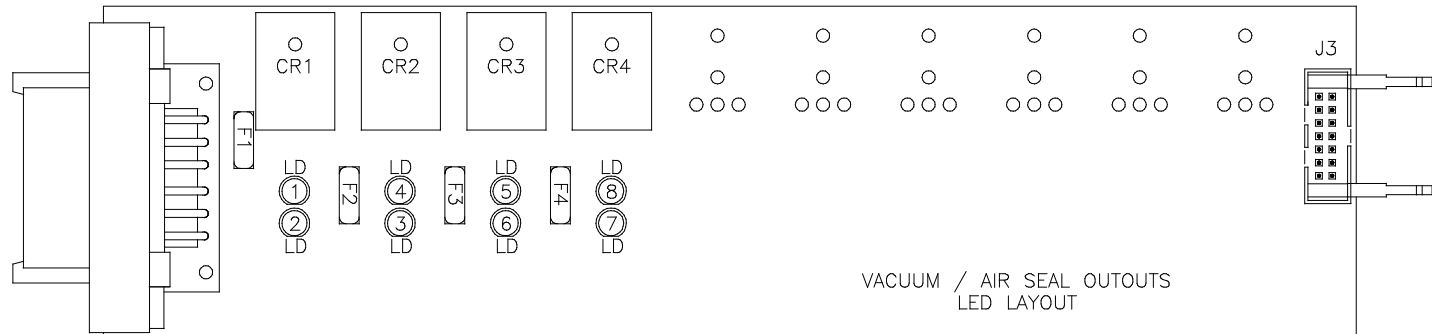 CR1 CR2 CR3 CR4
J3
F1
LD LD LD LD
1 4 5 8
F2 F3 F4
2 3 6 7
LD LD LD LD
VACUUM / AIR SEAL OUTOUTS
LED LAYOUT